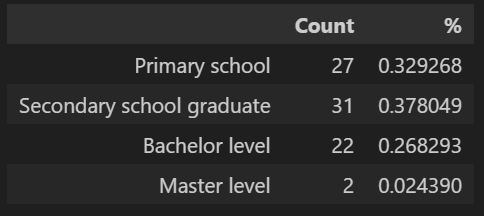 Count %
Primary school 27 0.329268
Secondary school graduate 31 0.378049
Bachelor level 22 0.268293
Master level 2 0.024390